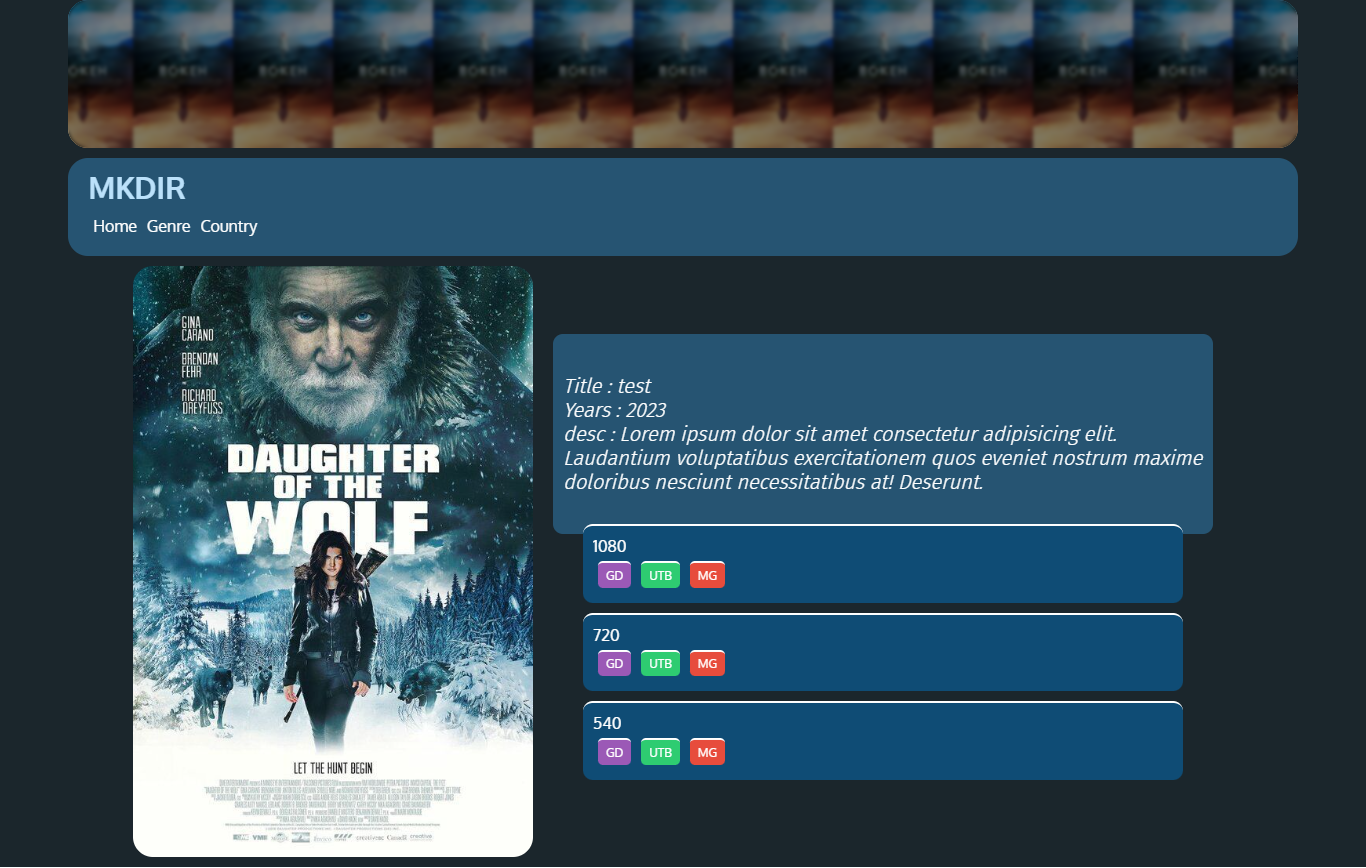 BOKEH
BOKEH
BOKEH
BOKEH
BOKEH
BOKEH
BOKEH
BOKEH
BOKEH
BOKEH
MKDIR
Home Genre Country
GINA
CARANO
BRENDAN
FEHR
RICHARD
DREYFUSS
DAUGHTER
OF THE
WOLF
LET THE HUNT BEGIN
Title : test
Years : 2023
desc : Lorem ipsum dolor sit amet consectetur adipisicing elit.
Laudantium voluptatibus exercitationem quos eveniet nostrum maxime
doloribus nesciunt necessitatibus at! Deserunt.
1080
GD UTB MG
720
GD UTB MG
540
GD UTB MG